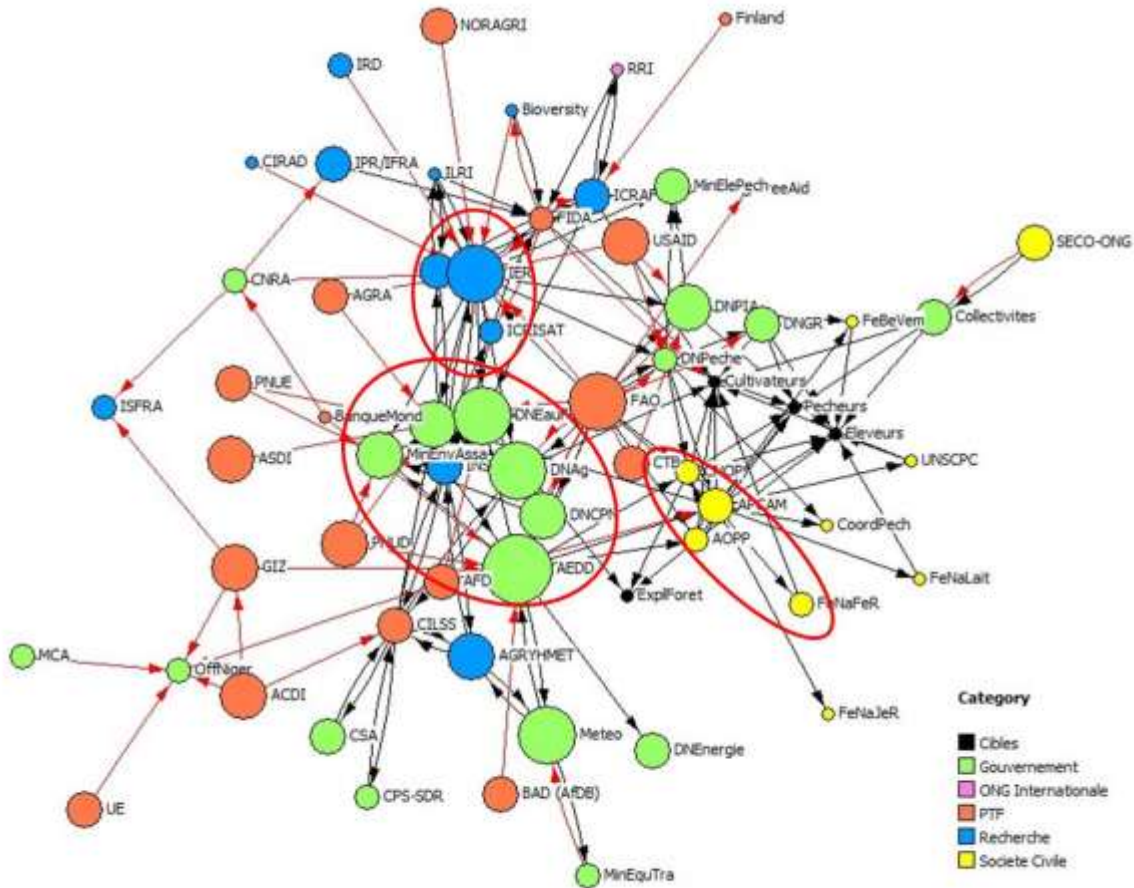 NORAGRI
Finland
IRD
RRI
Bioversity
CIRAD
IPR/IFRA
ILRI
ICRAF
MinElePech
eeAid
FIDA
USAID
SECO-ONG
IER
CNRA
AGRA
DNPIA
DNGR
FeBeVem
Collectivites
ICRISAT
DNPeche
PNUE
Cultivateurs
ISFRA
BanqueMond
FAO
Pecheurs
DNEauF
Eleveurs
MinEnvAssa
ASDI
DNAg
CTB
UNSCPC
APCAM
DNCPN
CoordPech
PNUD
AOPP
GIZ
AFD
AEDD
FeNaLait
ExplForet
FeNaFeR
CILSS
MCA
OffNiger
AGRYHMET
ACDI
FeNaJeR
CSA
Meteo
DNEnergie
CPS-SDR
BAD (AfDB)
UE
MinEquTra
Category
Cibles
Gouvernement
ONG Internationale
PTF
Recherche
Societe Civile